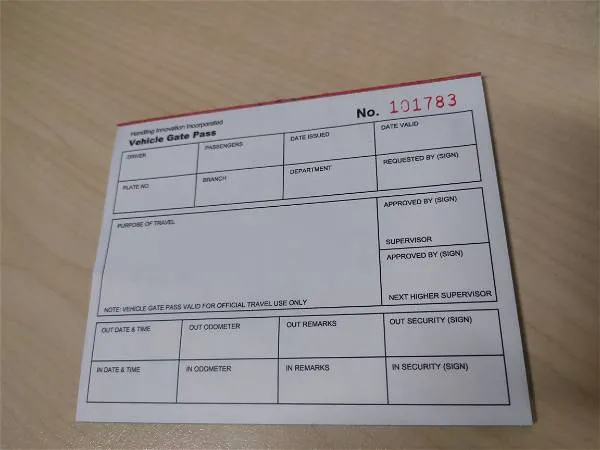 Handling Innovation Incorporated
Vehicle Gate Pass
No. 101783
DRIVER PASSENGERS DATE ISSUED DATE VALID
PLATE NO. BRANCH DEPARTMENT REQUESTED BY (SIGN)
PURPOSE OF TRAVEL
APPROVED BY (SIGN)
SUPERVISOR
APPROVED BY (SIGN)
NEXT HIGHER SUPERVISOR
NOTE: VEHICLE GATE PASS VALID FOR OFFICIAL TRAVEL USE ONLY
OUT DATE & TIME OUT ODOMETER OUT REMARKS OUT SECURITY (SIGN)
IN DATE & TIME IN ODOMETER IN REMARKS IN SECURITY (SIGN)